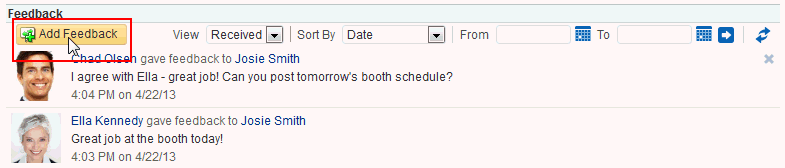 Feedback
Add Feedback View Received Sort By Date From To
Chad Olsen gave feedback to Josie Smith
I agree with Ella - great job! Can you post tomorrow's booth schedule?
4:04 PM on 4/22/13
Ella Kennedy gave feedback to Josie Smith
Great job at the booth today!
4:03 PM on 4/22/13